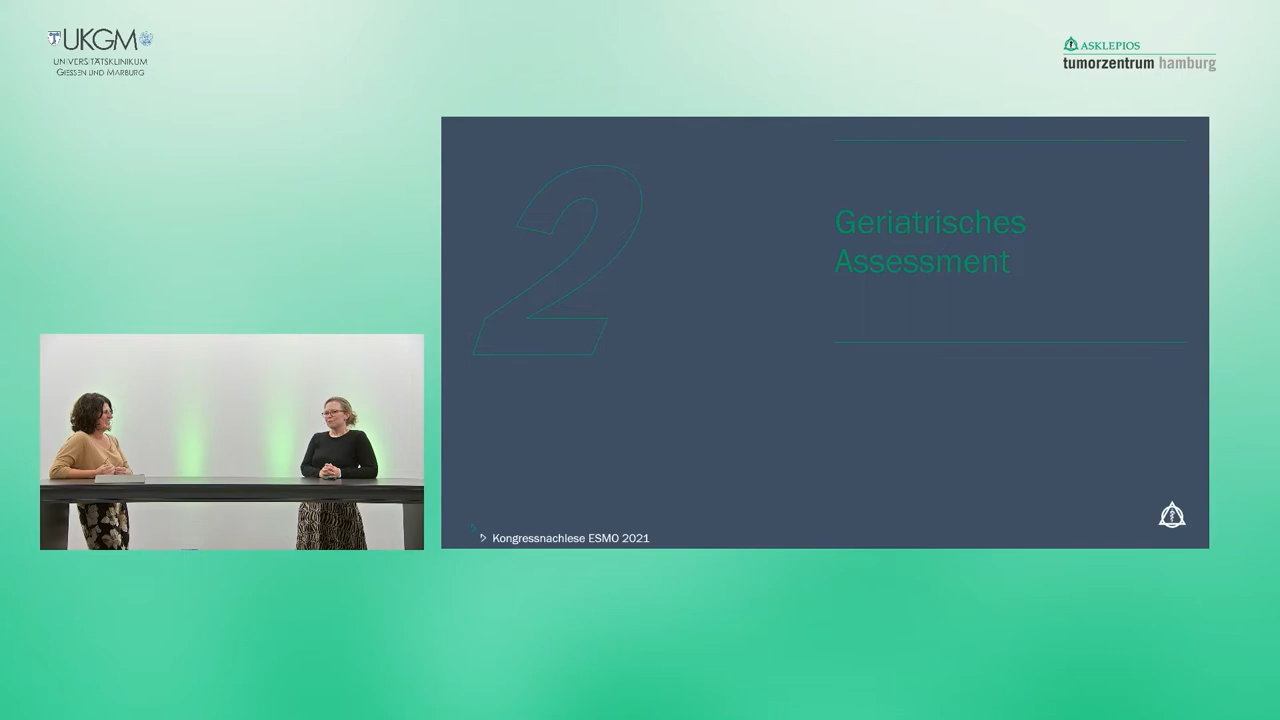 UKGM
UNIVERSITÄTSKLINIKUM
GIESSEN UND MARBURG
ASKLEPIOS
tumorzentrum hamburg
2
Geriatrisches
Assessment
Kongressnachlese ESMO 2021